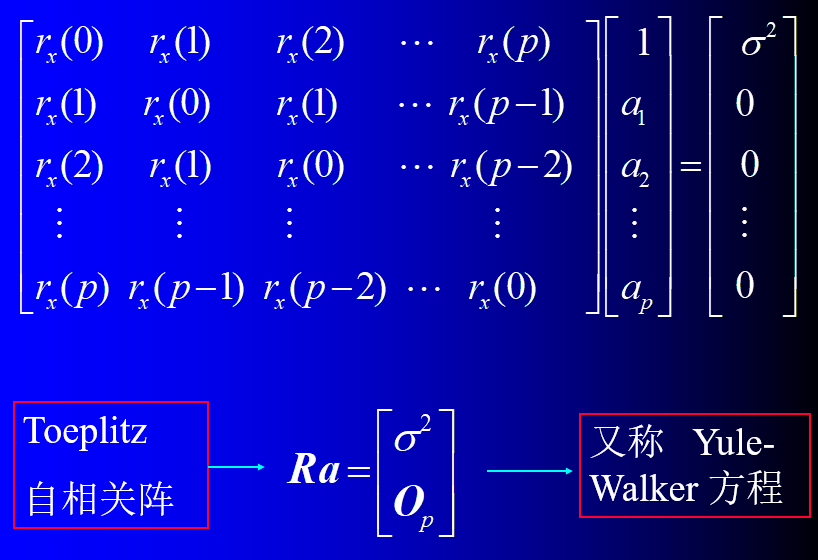 r_x(0) r_x(1) r_x(2) ⋯ r_x(p) 1 σ²
r_x(1) r_x(0) r_x(1) ⋯ r_x(p−1) a_1 0
r_x(2) r_x(1) r_x(0) ⋯ r_x(p−2) a_2 = 0
⋮ ⋮ ⋮ ⋮ ⋮ ⋮
r_x(p) r_x(p−1) r_x(p−2) ⋯ r_x(0) a_p 0
Toeplitz
自相关阵
Ra = [σ² O_p]
又称 Yule-
Walker 方程